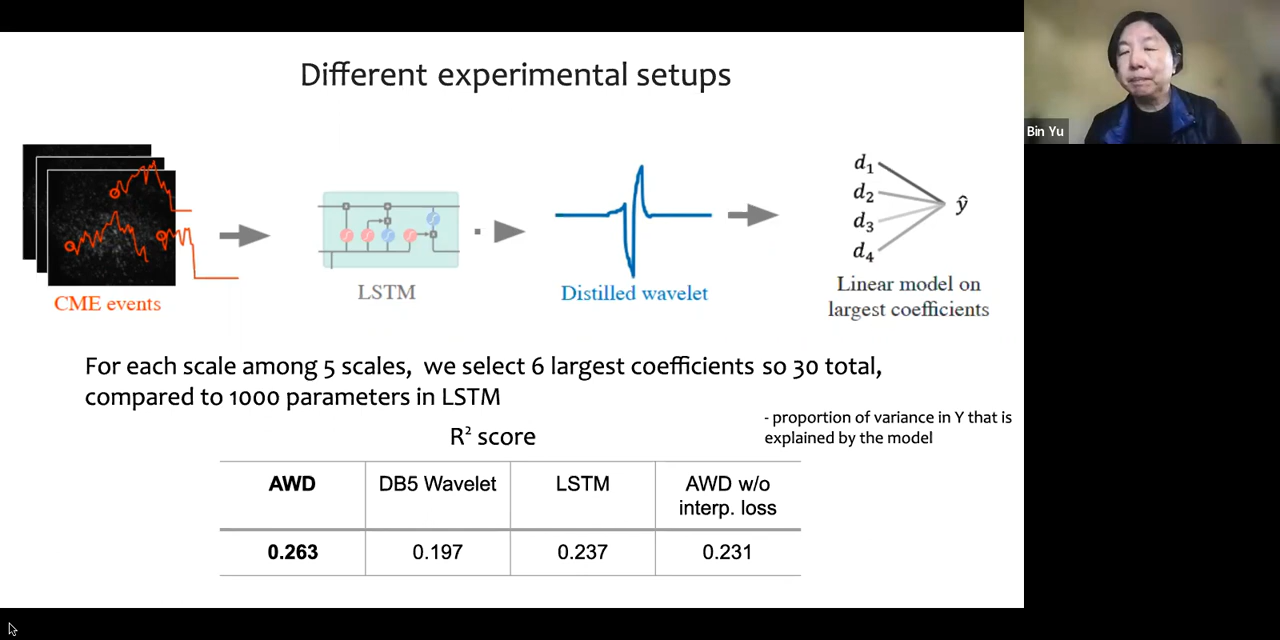 Different experimental setups
Bin Yu
CME events
LSTM
Distilled wavelet
d₁
d₂
d₃
d₄
ŷ
Linear model on
largest coefficients
For each scale among 5 scales, we select 6 largest coefficients so 30 total,
compared to 1000 parameters in LSTM
- proportion of variance in Y that is
explained by the model
R² score
AWD DB5 Wavelet LSTM AWD w/o
interp. loss
0.263 0.197 0.237 0.231